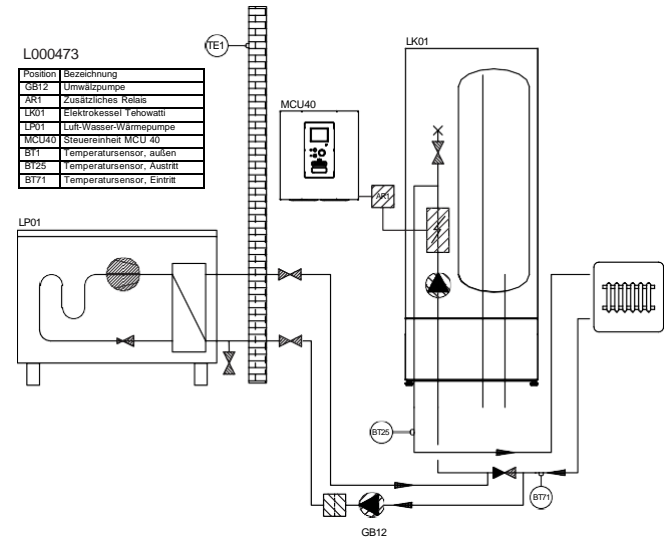 L000473
Position Bezeichnung
GB12 Umwälzpumpe
AR1 Zusätzliches Relais
LK01 Elektrokessel Tehowatti
LP01 Luft-Wasser-Wärmepumpe
MCU40 Steuereinheit MCU 40
BT1 Temperatursensor, außen
BT25 Temperatursensor, Austritt
BT71 Temperatursensor, Eintritt
TE1
LK01
MCU40
AR1
LP01
BT25
BT71
GB12